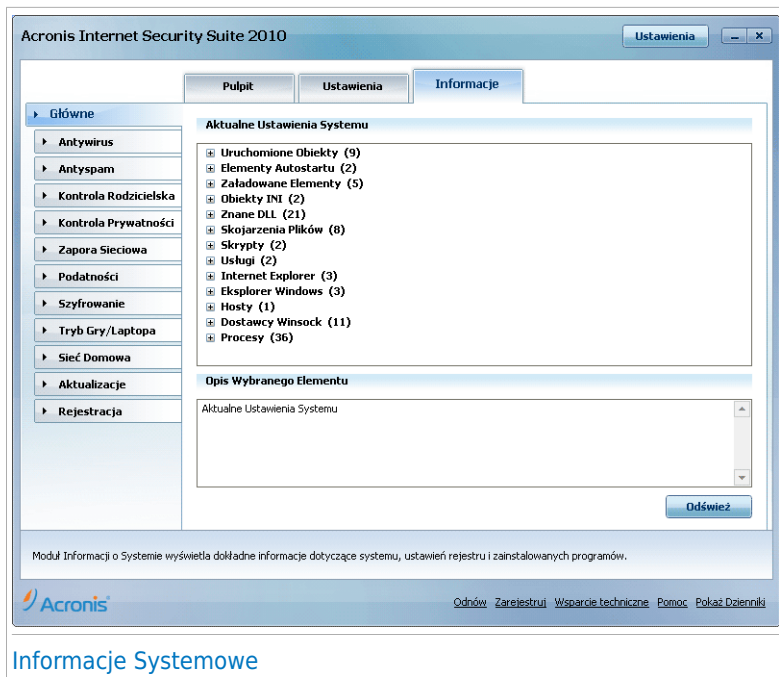 Acronis Internet Security Suite 2010
Ustawienia
Pulpit
Ustawienia
Informacje
Główne
Antywirus
Antyspam
Kontrola Rodzicielska
Kontrola Prywatności
Zapora Sieciowa
Podatności
Szyfrowanie
Tryb Gry/Laptopa
Sieć Domowa
Aktualizacje
Rejestracja
Aktualne Ustawienia Systemu
Uruchomione Obiekty (9)
Elementy Autostartu (2)
Załadowane Elementy (5)
Obiekty INI (2)
Znane DLL (21)
Skojarzenia Plików (8)
Skrypty (2)
Usługi (2)
Internet Explorer (3)
Eksplorer Windows (3)
Hosty (1)
Dostawcy Winsock (11)
Procesy (36)
Opis Wybranego Elementu
Aktualne Ustawienia Systemu
Odśwież
Moduł Informacji o Systemie wyświetla dokładne informacje dotyczące systemu, ustawień rejestru i zainstalowanych programów.
Acronis
Odnów Zarejestruj Wsparcie techniczne Pomoc Pokaż Dzienniki
Informacje Systemowe